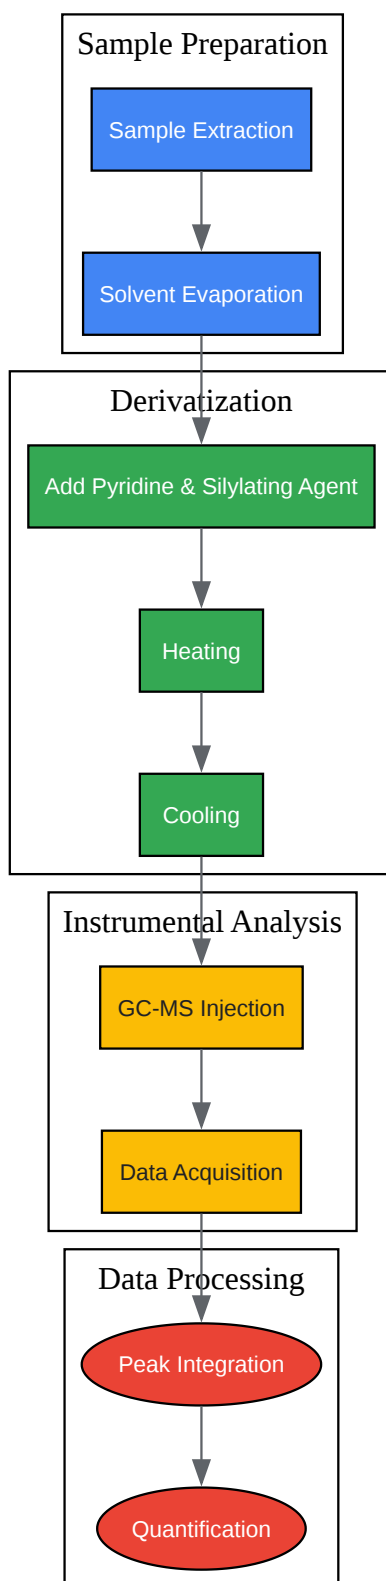 Sample Preparation
Sample Extraction
Solvent Evaporation
Derivatization
Add Pyridine & Silylating Agent
Heating
Cooling
Instrumental Analysis
GC-MS Injection
Data Acquisition
Data Processing
Peak Integration
Quantification